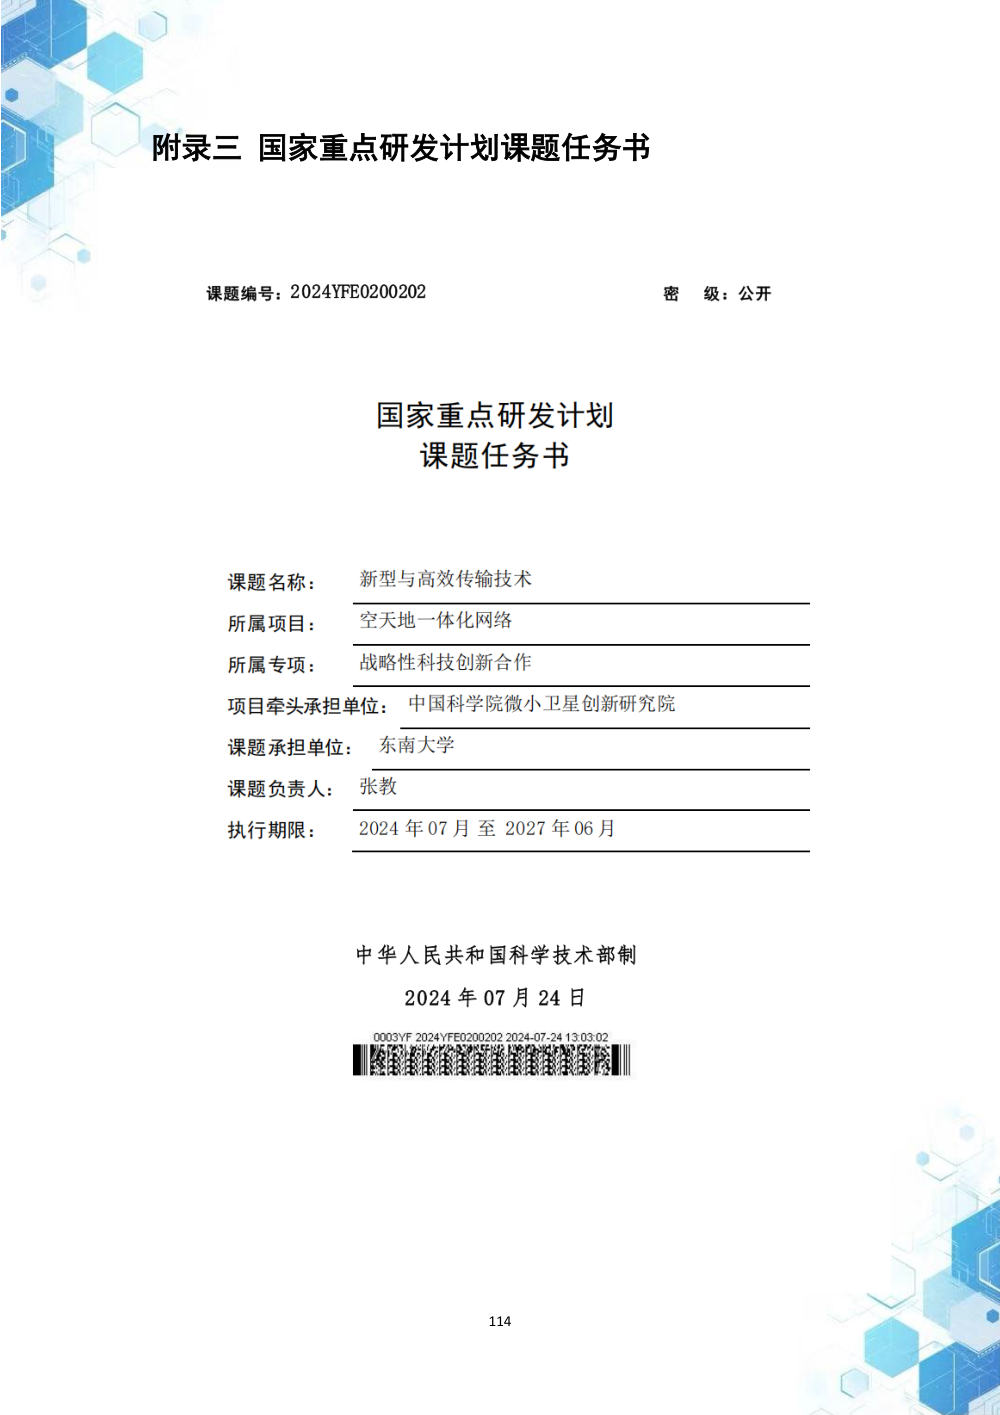 附录三 国家重点研发计划课题任务书
课题编号：2024YFE0200202 密 级：公开
国家重点研发计划
课题任务书
课题名称： 新型与高效传输技术
所属项目： 空天地一体化网络
所属专项： 战略性科技创新合作
项目牵头承担单位： 中国科学院微小卫星创新研究院
课题承担单位： 东南大学
课题负责人： 张教
执行期限： 2024 年 07 月 至 2027 年 06 月
中华人民共和国科学技术部制
2024 年 07 月 24 日
0003YF 2024YFE0200202 2024-07-24 13:03:02
114